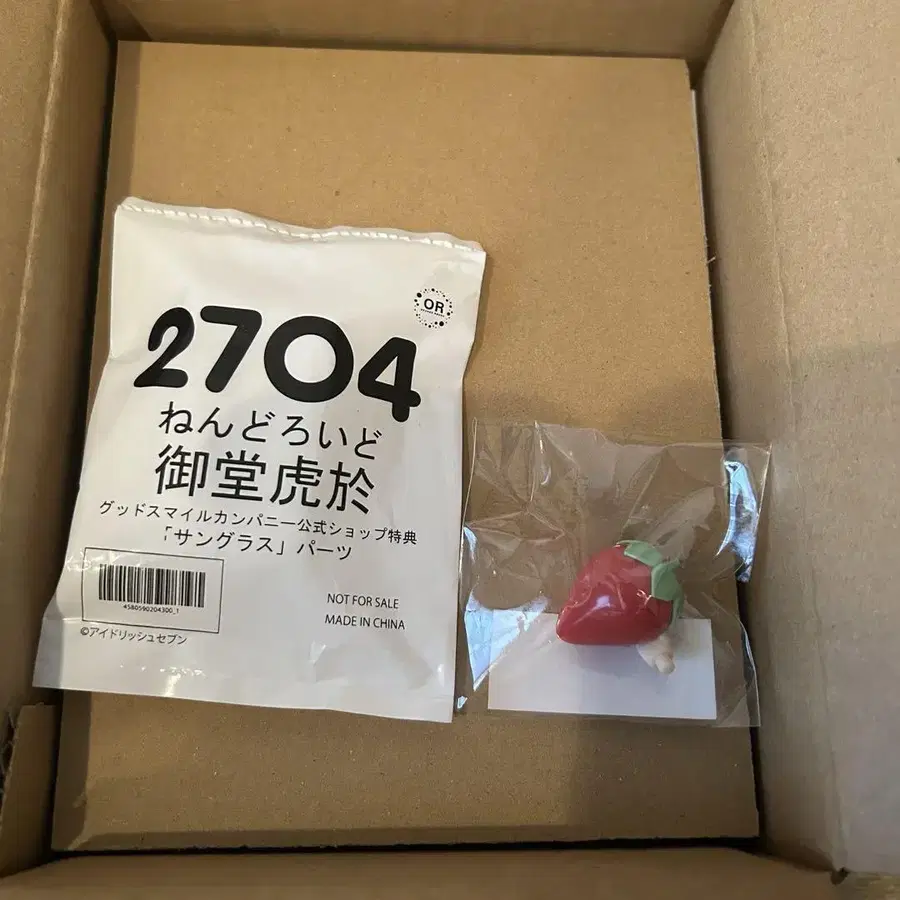 OR
2704
ねんどろいど
御堂虎於
グッドスマイルカンパニー公式ショップ特典
「サングラス」パーツ
4580590204300_1
NOT FOR SALE
MADE IN CHINA
©アイドリッシュセブン